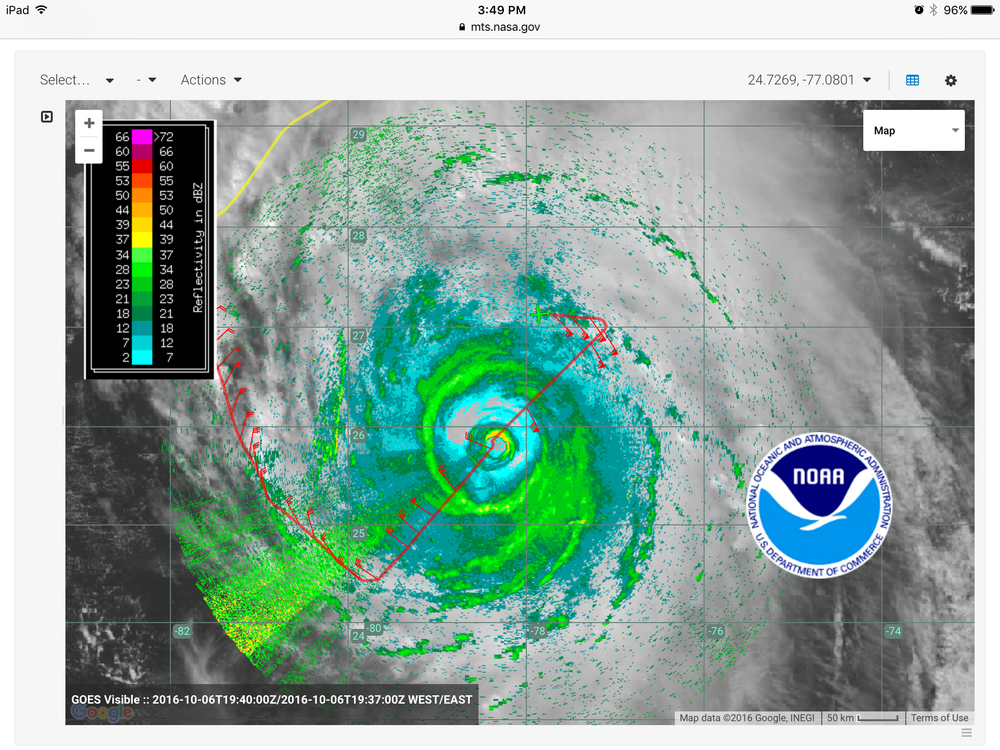 iPad
3:49 PM
96%
mts.nasa.gov
Select...
-
Actions
24.7269, -77.0801
+
−
Map
66 >72
60 66
55 60
53 55
50 53
44 50
39 44
37 39
34 37
28 34
23 28
21 23
18 21
12 18
7 12
2 7
Reflectivity in dBZ
29
28
27
26
25
24
-82
-80
-78
-76
-74
NATIONAL OCEANIC AND ATMOSPHERIC ADMINISTRATION
NOAA
U.S. DEPARTMENT OF COMMERCE
GOES Visible :: 2016-10-06T19:40:00Z/2016-10-06T19:37:00Z WEST/EAST
Google
Map data ©2016 Google, INEGI
50 km
Terms of Use